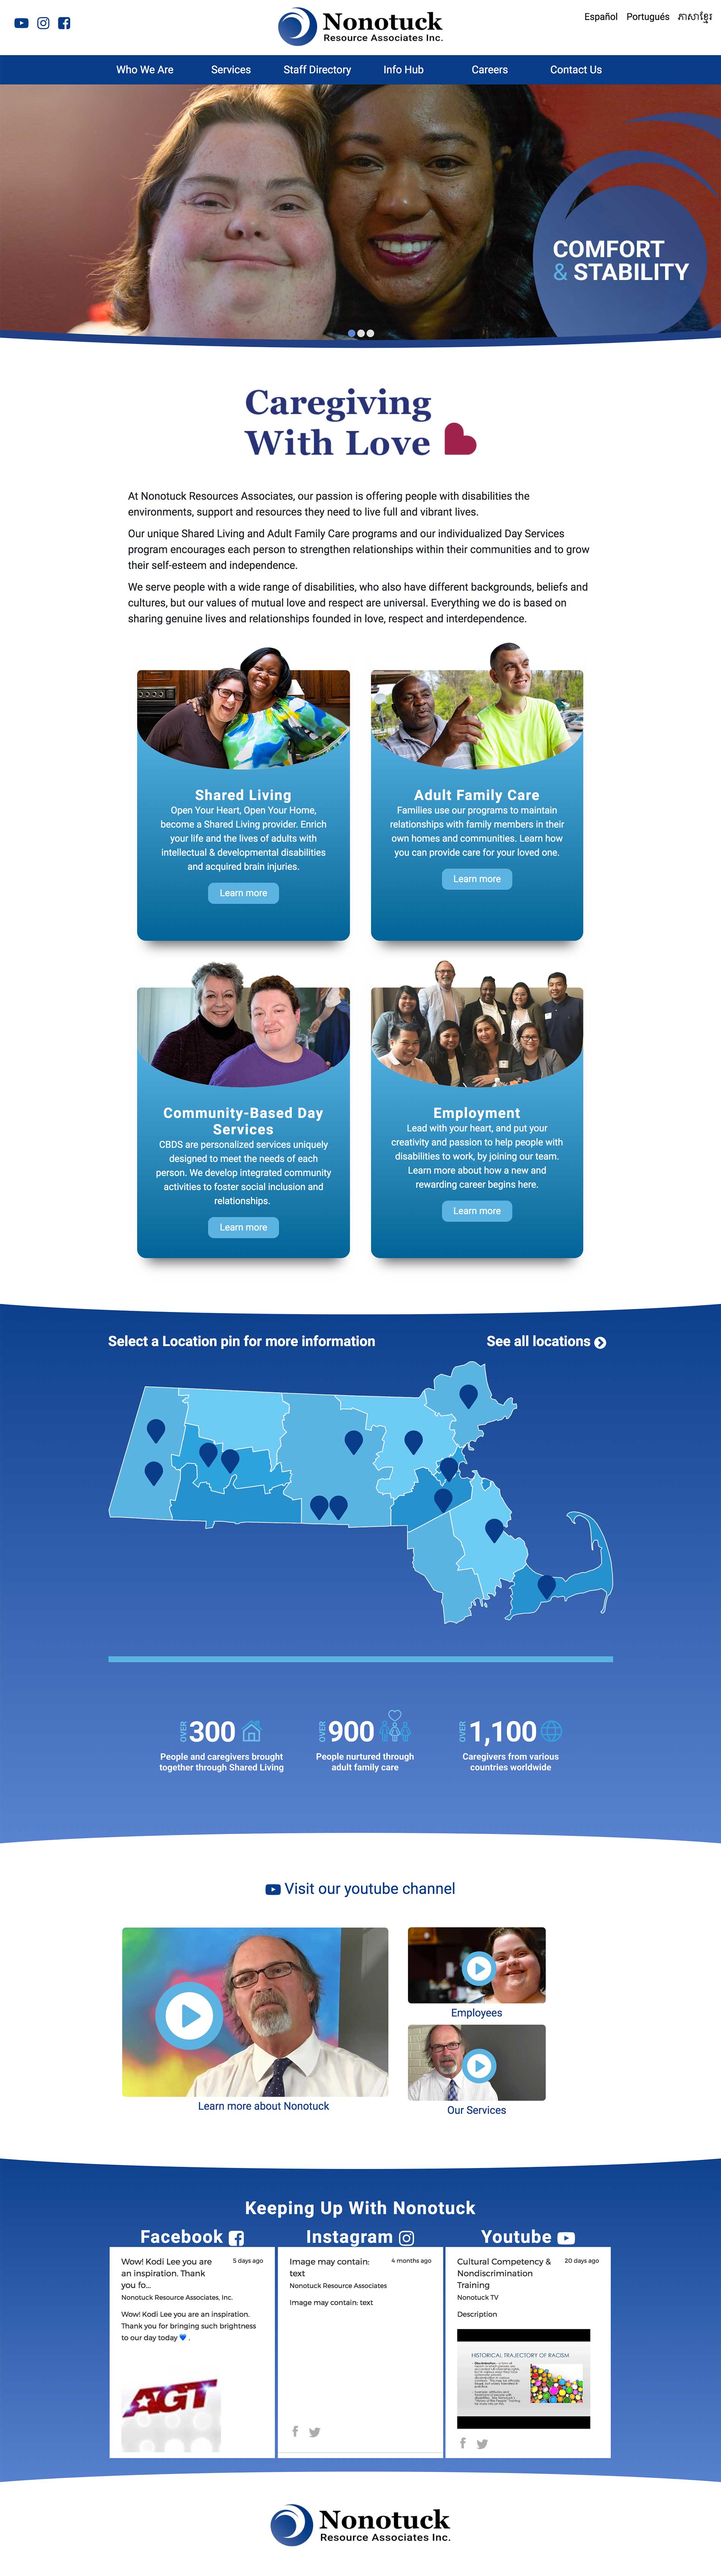 Nonotuck
Resource Associates Inc.
Español Portugués ភាសាខ្មែរ
Who We Are Services Staff Directory Info Hub Careers Contact Us
COMFORT
& STABILITY
Caregiving
With Love
At Nonotuck Resources Associates, our passion is offering people with disabilities the
environments, support and resources they need to live full and vibrant lives.
Our unique Shared Living and Adult Family Care programs and our individualized Day Services
program encourages each person to strengthen relationships within their communities and to grow
their self-esteem and independence.
We serve people with a wide range of disabilities, who also have different backgrounds, beliefs and
cultures, but our values of mutual love and respect are universal. Everything we do is based on
sharing genuine lives and relationships founded in love, respect and interdependence.
Shared Living
Open Your Heart, Open Your Home,
become a Shared Living provider. Enrich
your life and the lives of adults with
intellectual & developmental disabilities
and acquired brain injuries.
Learn more
Adult Family Care
Families use our programs to maintain
relationships with family members in their
own homes and communities. Learn how
you can provide care for your loved one.
Learn more
Community-Based Day
Services
CBDS are personalized services uniquely
designed to meet the needs of each
person. We develop integrated community
activities to foster social inclusion and
relationships.
Learn more
Employment
Lead with your heart, and put your
creativity and passion to help people with
disabilities to work, by joining our team.
Learn more about how a new and
rewarding career begins here.
Learn more
Select a Location pin for more information
See all locations
OVER 300
People and caregivers brought
together through Shared Living
OVER 900
People nurtured through
adult family care
OVER 1,100
Caregivers from various
countries worldwide
Visit our youtube channel
Learn more about Nonotuck
Employees
Our Services
Keeping Up With Nonotuck
Facebook
Wow! Kodi Lee you are
an inspiration. Thank
you fo...
5 days ago
Nonotuck Resource Associates, Inc.
Wow! Kodi Lee you are an inspiration.
Thank you for bringing such brightness
to our day today 💙 .
AGT
Instagram
Image may contain:
text
4 months ago
Nonotuck Resource Associates
Image may contain: text
Youtube
Cultural Competency &
Nondiscrimination
Training
20 days ago
Nonotuck TV
Description
HISTORICAL TRAJECTORY OF RACISM
Nonotuck
Resource Associates Inc.